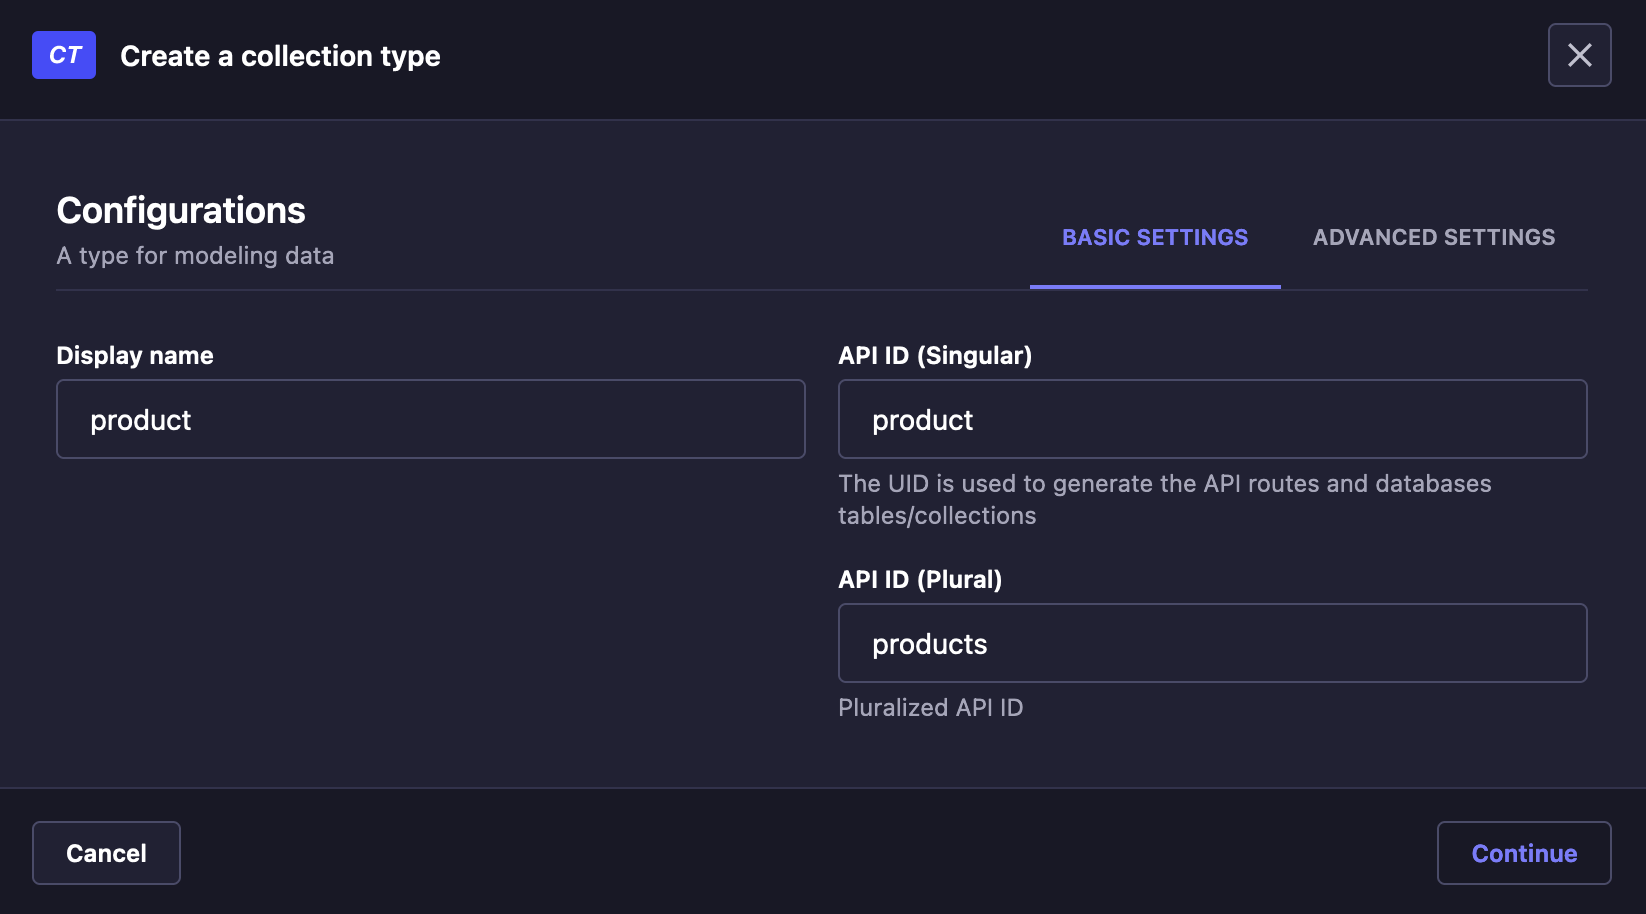 CT
Create a collection type
Configurations
A type for modeling data
BASIC SETTINGS
ADVANCED SETTINGS
Display name
product
API ID (Singular)
product
The UID is used to generate the API routes and databases
tables/collections
API ID (Plural)
products
Pluralized API ID
Cancel
Continue